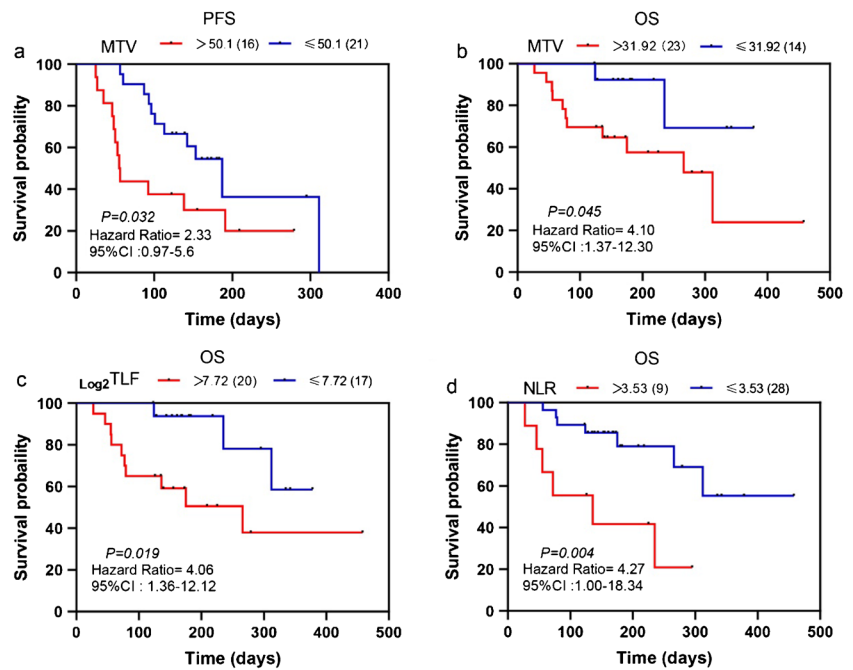 PFS
a
MTV >50.1 (16) ≤50.1 (21)
Survival probaility
100
80
60
40
20
0
P=0.032
Hazard Ratio= 2.33
95%CI :0.97-5.6
0 100 200 300 400
Time (days)
OS
b
MTV >31.92 (23) ≤31.92 (14)
Survival probaility
100
80
60
40
20
0
P=0.045
Hazard Ratio= 4.10
95%CI :1.37-12.30
0 100 200 300 400 500
Time (days)
OS
c
Log2TLF >7.72 (20) ≤7.72 (17)
Survival probaility
100
80
60
40
20
0
P=0.019
Hazard Ratio= 4.06
95%CI : 1.36-12.12
0 100 200 300 400 500
Time (days)
OS
d
NLR >3.53 (9) ≤3.53 (28)
Survival probaility
100
80
60
40
20
0
P=0.004
Hazard Ratio= 4.27
95%CI :1.00-18.34
0 100 200 300 400 500
Time (days)